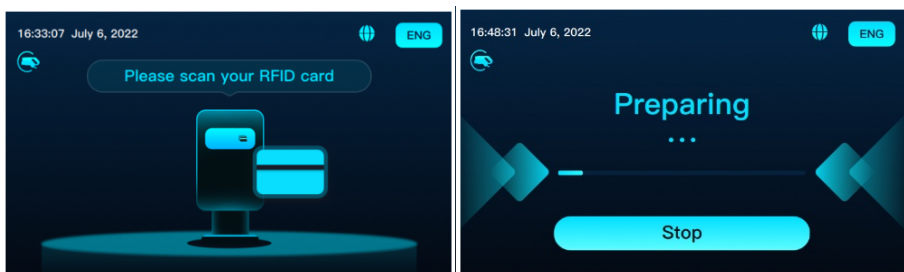 16:33:07 July 6, 2022
ENG
Please scan your RFID card
16:48:31 July 6, 2022
ENG
Preparing
...
Stop